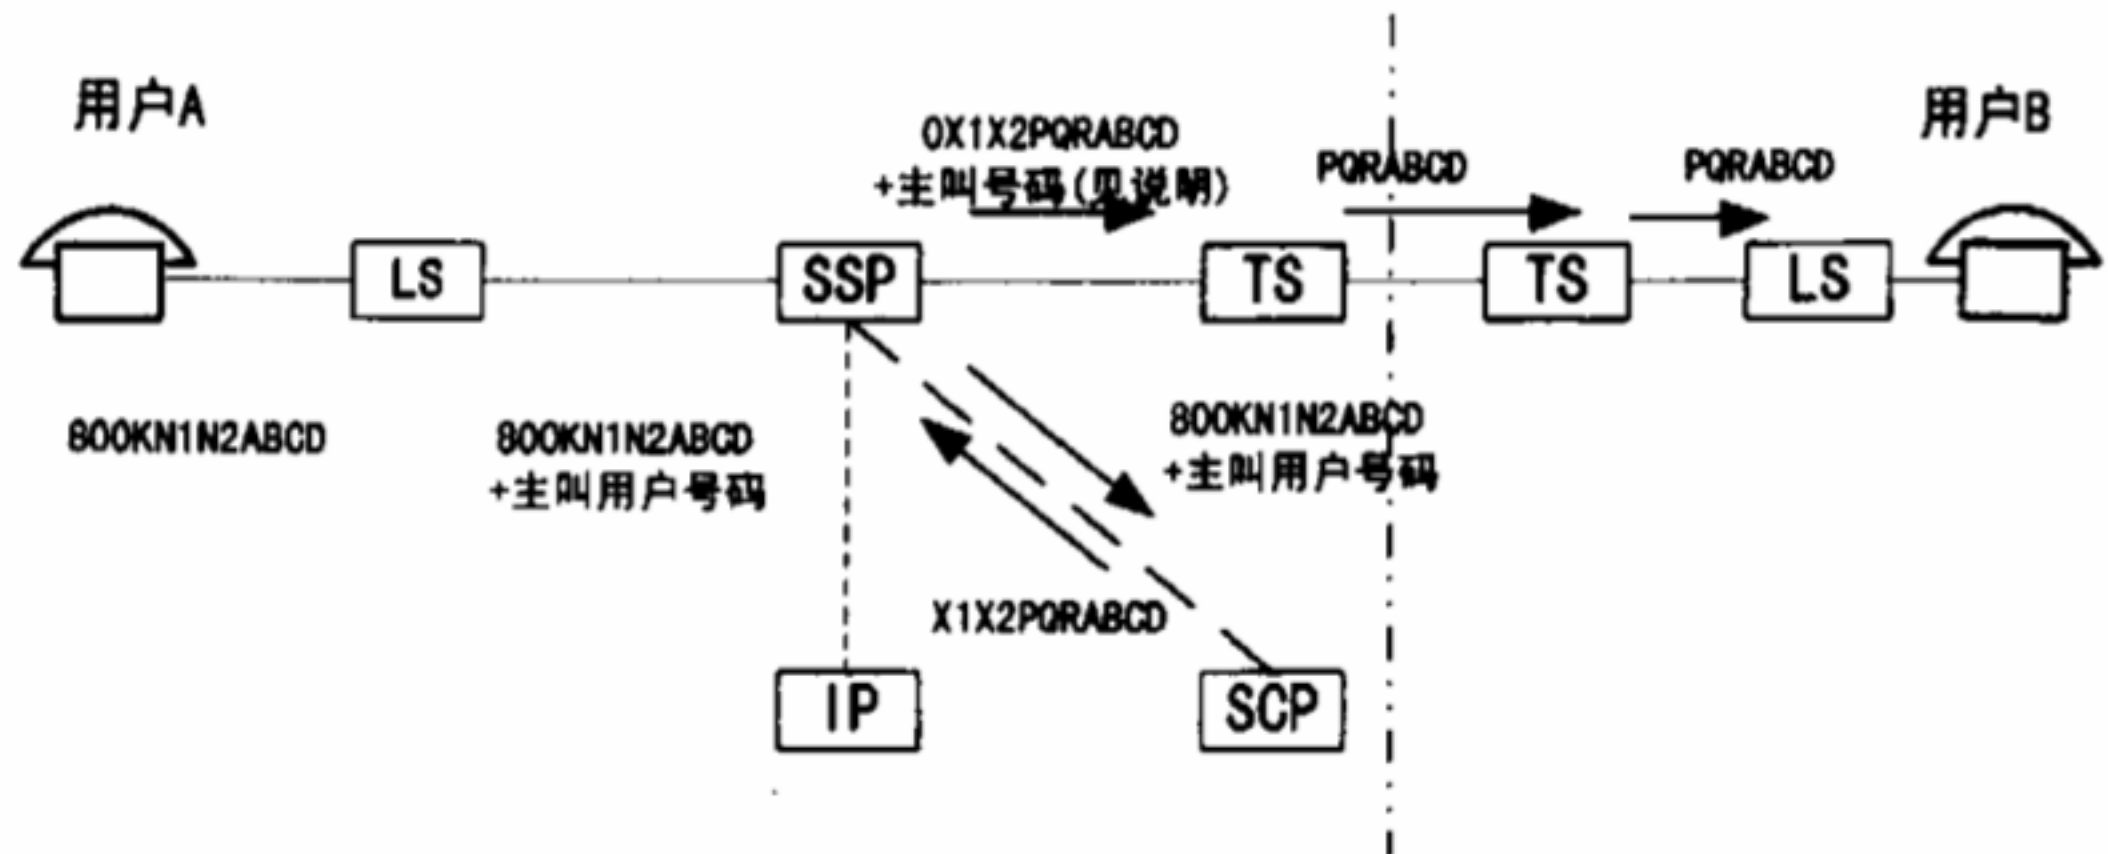 用户A
用户B
0X1X2PQRABCD
+主叫号码(见说明)
PQRABCD
PQRABCD
LS
SSP
TS
TS
LS
800KN1N2ABCD
800KN1N2ABCD
+主叫用户号码
800KN1N2ABCD
+主叫用户号码
X1X2PQRABCD
IP
SCP